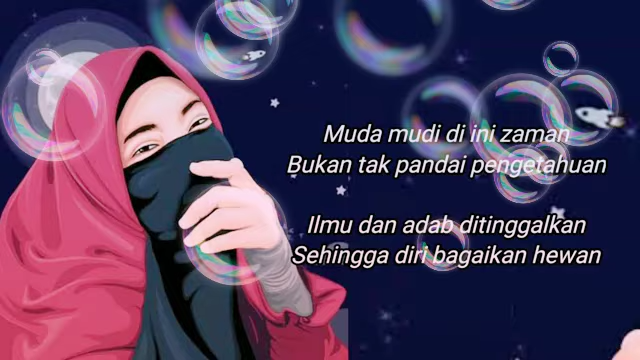 Muda mudi di ini zaman
Bukan tak pandai pengetahuan
Ilmu dan adab ditinggalkan
Sehingga diri bagaikan hewan